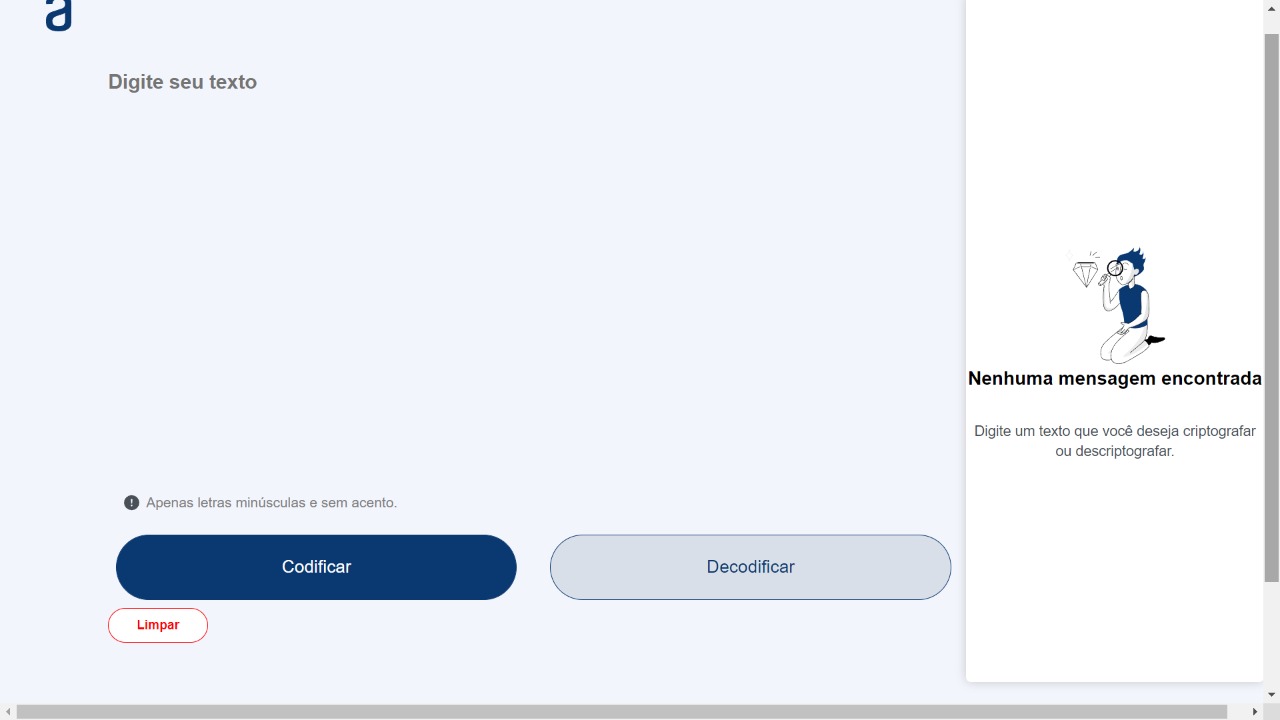 a
Digite seu texto
Nenhuma mensagem encontrada
Digite um texto que você deseja criptografar
ou descriptografar.
Apenas letras minúsculas e sem acento.
Codificar
Decodificar
Limpar